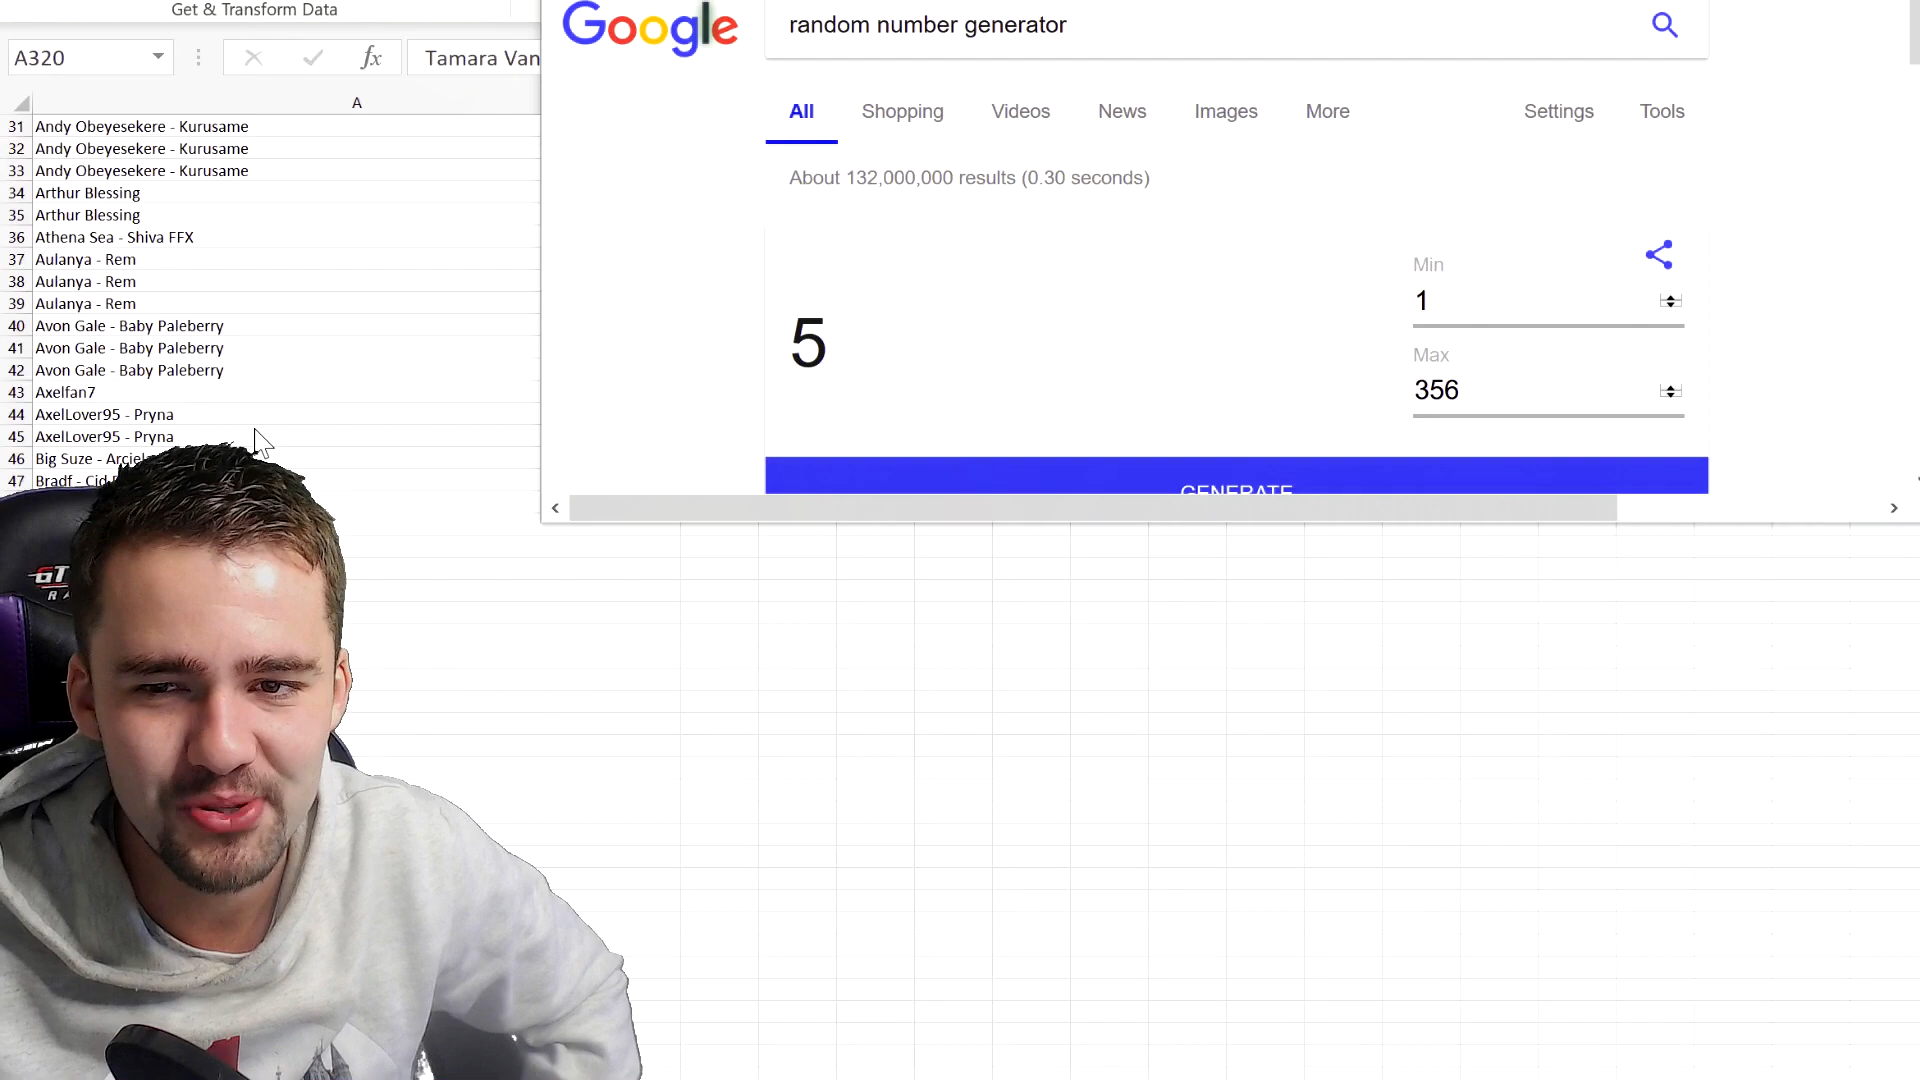 Get & Transform Data
A320
fx
Tamara Van
A
31 Andy Obeyesekere - Kurusame
32 Andy Obeyesekere - Kurusame
33 Andy Obeyesekere - Kurusame
34 Arthur Blessing
35 Arthur Blessing
36 Athena Sea - Shiva FFX
37 Aulanya - Rem
38 Aulanya - Rem
39 Aulanya - Rem
40 Avon Gale - Baby Paleberry
41 Avon Gale - Baby Paleberry
42 Avon Gale - Baby Paleberry
43 Axelfan7
44 AxelLover95 - Pryna
45 AxelLover95 - Pryna
46 Big Suze -
47 Bradf - Cid
Google
random number generator
All Shopping Videos News Images More Settings Tools
About 132,000,000 results (0.30 seconds)
Min
1
5
Max
356
GENERATE
GT